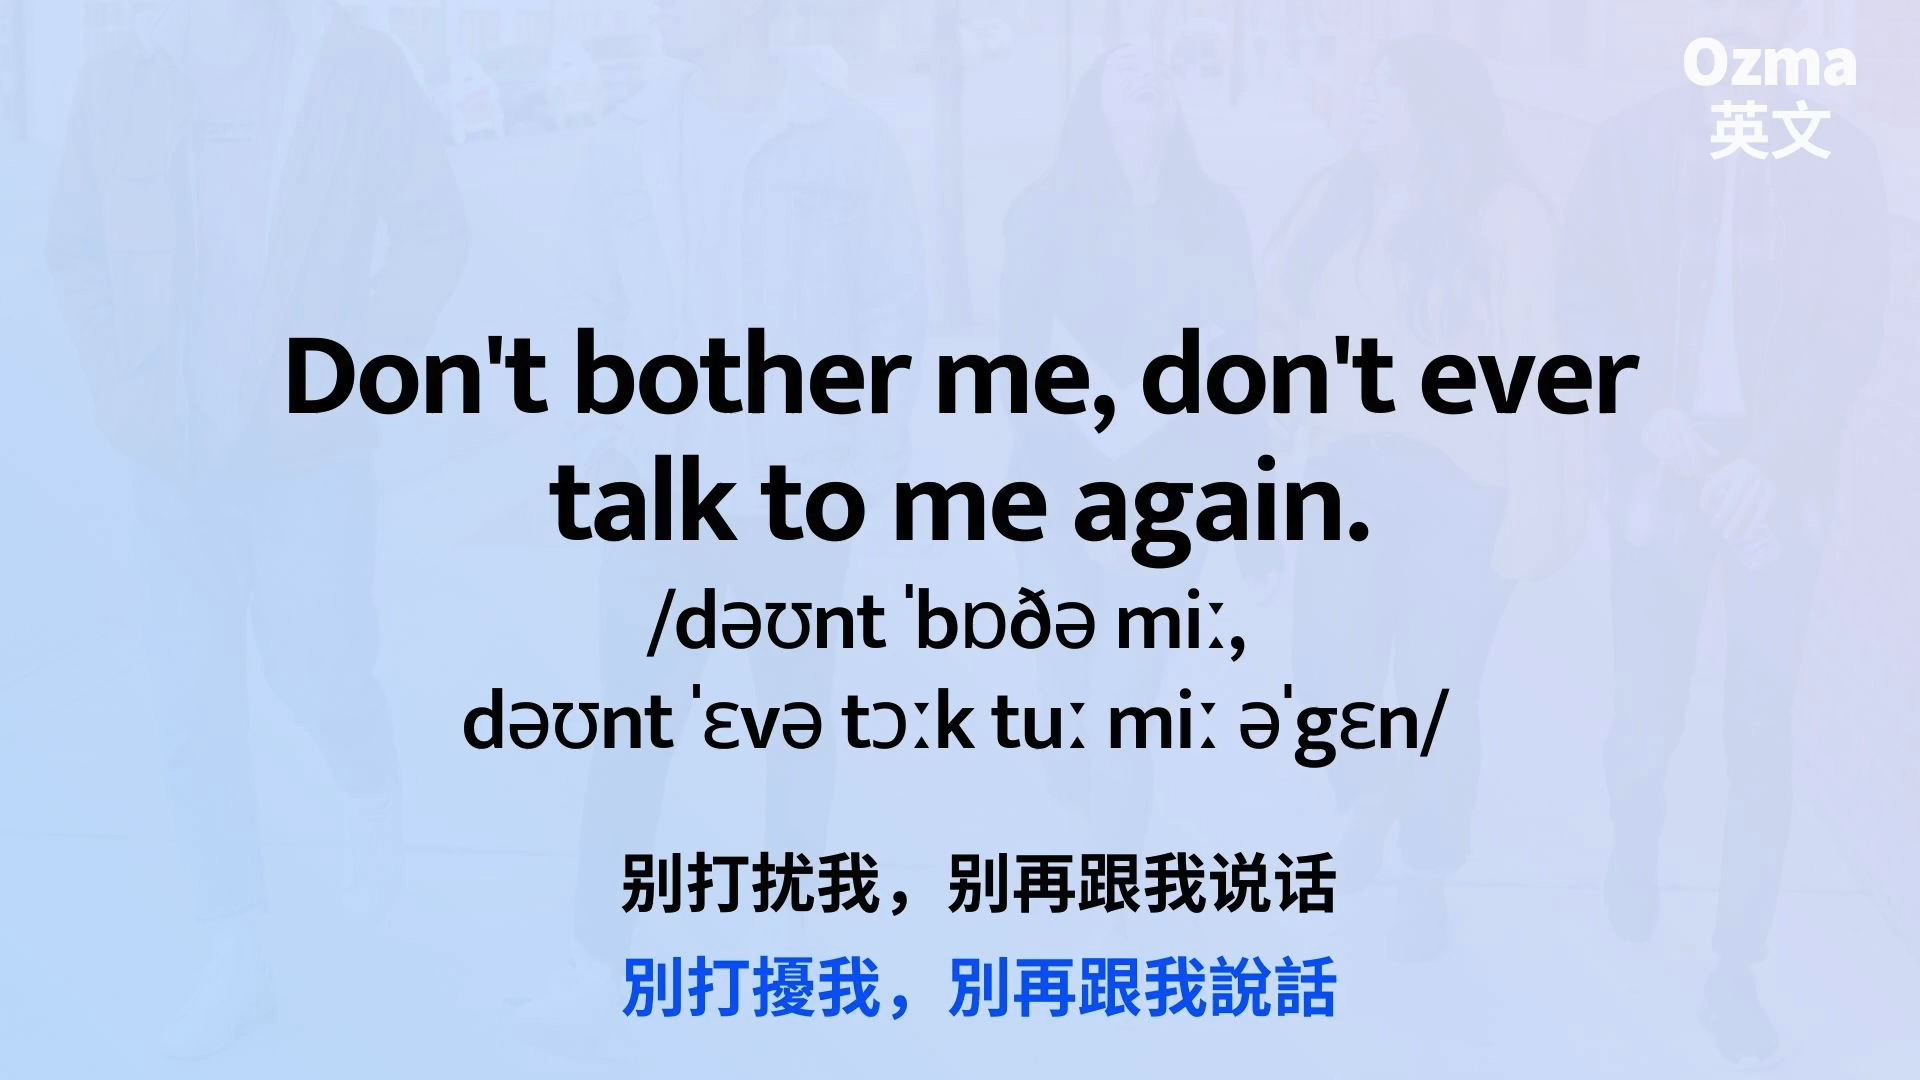 Ozma
英文
Don't bother me, don't ever
talk to me again.
/dəʊnt ˈbɒðə miː,
dəʊnt ˈɛvə tɔːk tuː miː əˈgɛn/
别打扰我，别再跟我说话
別打擾我，別再跟我說話